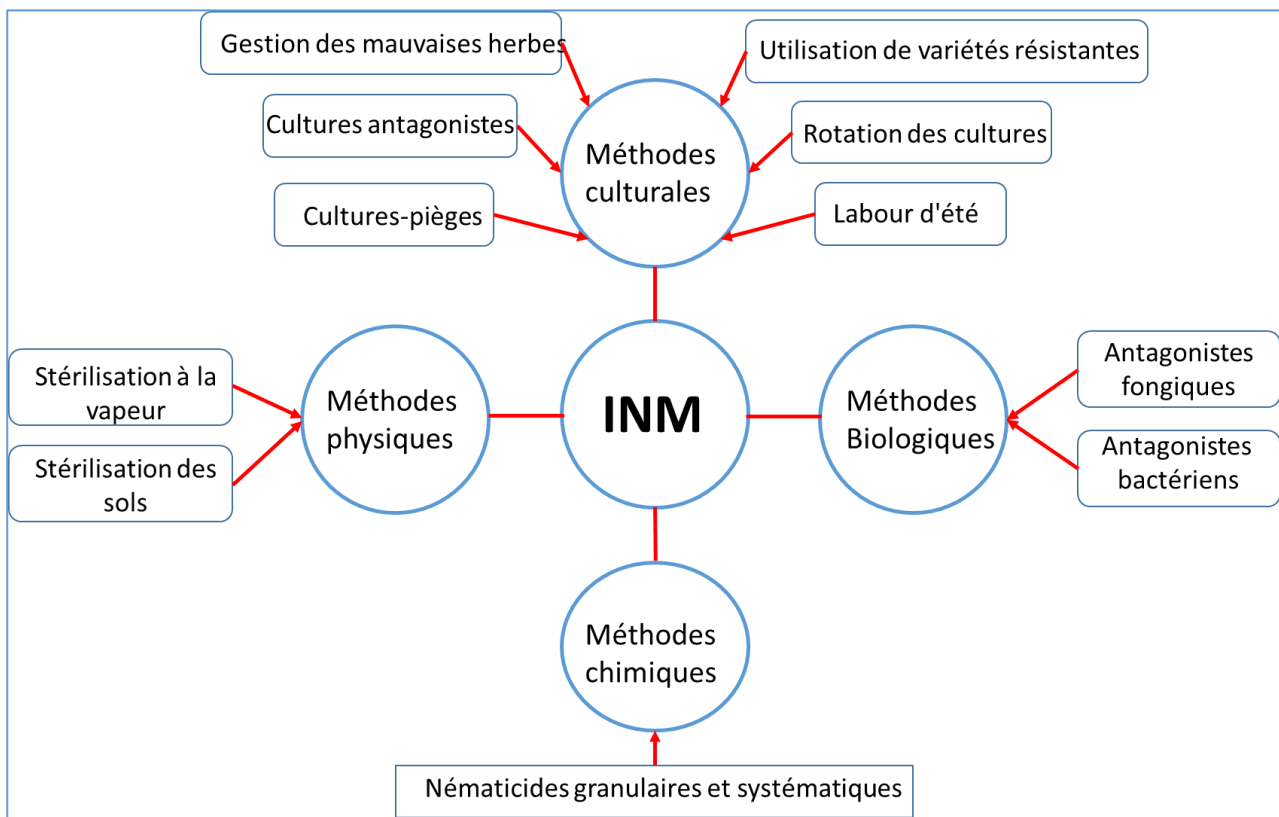 Gestion des mauvaises herbes
Utilisation de variétés résistantes
Cultures antagonistes
Rotation des cultures
Cultures-pièges
Labour d'été
Méthodes
culturales
Stérilisation à la
vapeur
Stérilisation des
sols
Méthodes
physiques
INM
Méthodes
Biologiques
Antagonistes
fongiques
Antagonistes
bactériens
Méthodes
chimiques
Nématicides granulaires et systématiques